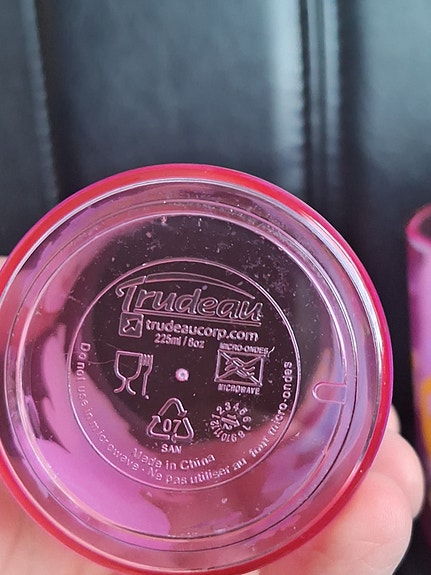 Trudeau
trudeaucorp.com
225ml / 8oz
MICRO-ONDES
MICROWAVE
07
SAN
Made in China
Do not use in microwave · Ne pas utiliser au four micro-ondes